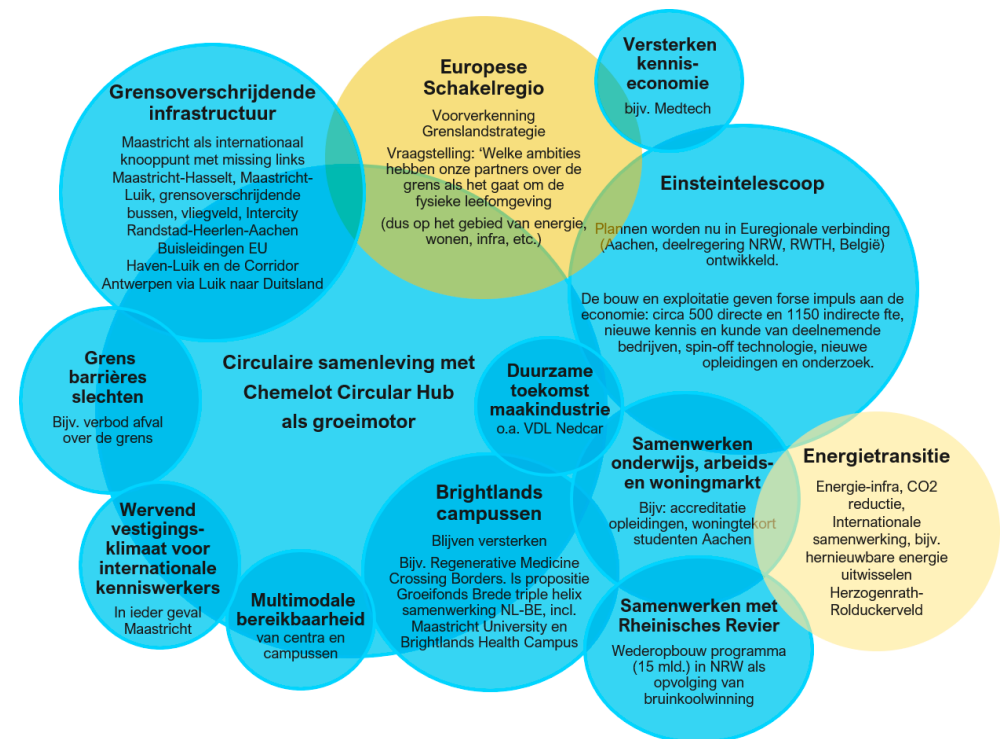 Grensoverschrijdende
infrastructuur
Maastricht als internationaal
knooppunt met missing links
Maastricht-Hasselt, Maastricht-
Luik, grensoverschrijdende
bussen, vliegveld, Intercity
Randstad-Heerlen-Aachen
Buisleidingen EU
Haven-Luik en de Corridor
Antwerpen via Luik naar Duitsland
Europese
Schakelregio
Voorverkenning
Grenslandstrategie
Vraagstelling: ‘Welke ambities
hebben onze partners over de
grens als het gaat om de
fysieke leefomgeving
(dus op het gebied van energie,
wonen, infra, etc.)
Versterken
kennis-
economie
bijv. Medtech
Einsteintelescoop
Plannen worden nu in Euregionale verbinding
(Aachen, deelregering NRW, RWTH, België)
ontwikkeld.
De bouw en exploitatie geven forse impuls aan de
economie: circa 500 directe en 1150 indirecte fte,
nieuwe kennis en kunde van deelnemende
bedrijven, spin-off technologie, nieuwe
opleidingen en onderzoek.
Grens
barrières
slechten
Bijv. verbod afval
over de grens
Circulaire samenleving met
Chemelot Circular Hub
als groeimotor
Duurzame
toekomst
maakindustrie
o.a. VDL Nedcar
Samenwerken
onderwijs, arbeids-
en woningmarkt
Bijv: accreditatie
opleidingen, woningtekort
studenten Aachen
Energietransitie
Energie-infra, CO2
reductie,
Internationale
samenwerking, bijv.
hernieuwbare energie
uitwisselen
Herzogenrath-
Rolduckerveld
Wervend
vestigings-
klimaat voor
internationale
kenniswerkers
In ieder geval
Maastricht
Multimodale
bereikbaarheid
van centra en
campussen
Brightlands
campussen
Blijven versterken
Bijv. Regenerative Medicine
Crossing Borders. Is propositie
Groeifonds Brede triple helix
samenwerking NL-BE, incl.
Maastricht University en
Brightlands Health Campus
Samenwerken met
Rheinisches Revier
Wederopbouw programma
(15 mld.) in NRW als
opvolging van
bruinkoolwinning